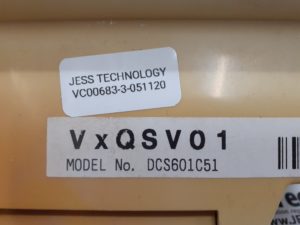 JESS TECHNOLOGY
VC00683-3-051120
VxQSV01
MODEL No. DCS601C51